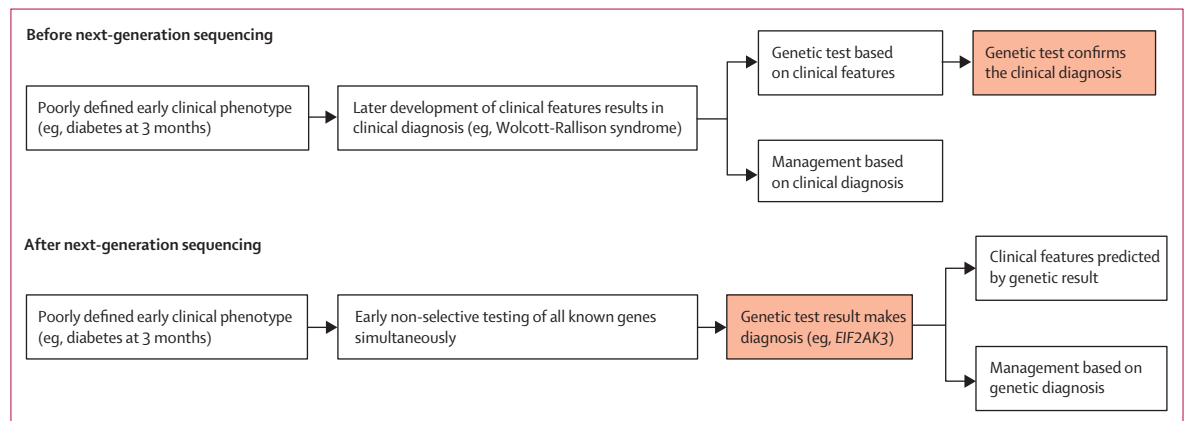 Before next-generation sequencing
Poorly defined early clinical phenotype
(eg, diabetes at 3 months)
Later development of clinical features results in
clinical diagnosis (eg, Wolcott-Rallison syndrome)
Genetic test based
on clinical features
Genetic test confirms
the clinical diagnosis
Management based
on clinical diagnosis
After next-generation sequencing
Poorly defined early clinical phenotype
(eg, diabetes at 3 months)
Early non-selective testing of all known genes
simultaneously
Genetic test result makes
diagnosis (eg, EIF2AK3)
Clinical features predicted
by genetic result
Management based on
genetic diagnosis